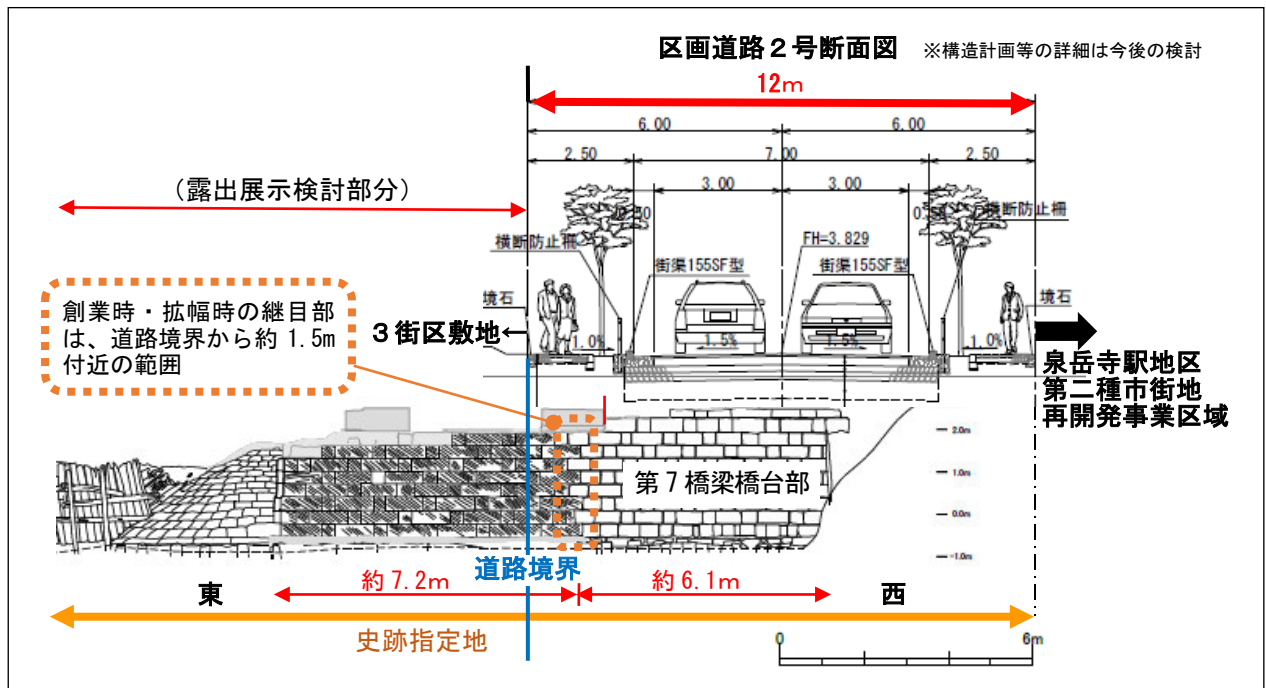 区画道路２号断面図 ※構造計画等の詳細は今後の検討
12m
6.00 6.00
2.50 7.00 2.50
（露出展示検討部分）
3.00 3.00
横断防止柵
横断防止柵 FH=3.829
街渠155SF型 街渠155SF型
創業時・拡幅時の継目部
は、道路境界から約 1.5m
付近の範囲
境石 境石
３街区敷地←
1.0% 1.5% 1.5% 1.0%
泉岳寺駅地区
第二種市街地
再開発事業区域
2.0m
1.0m
第７橋梁橋台部
0.0m
-1.0m
道路境界
約 7.2m 約 6.1m
東 西
史跡指定地
0 6m